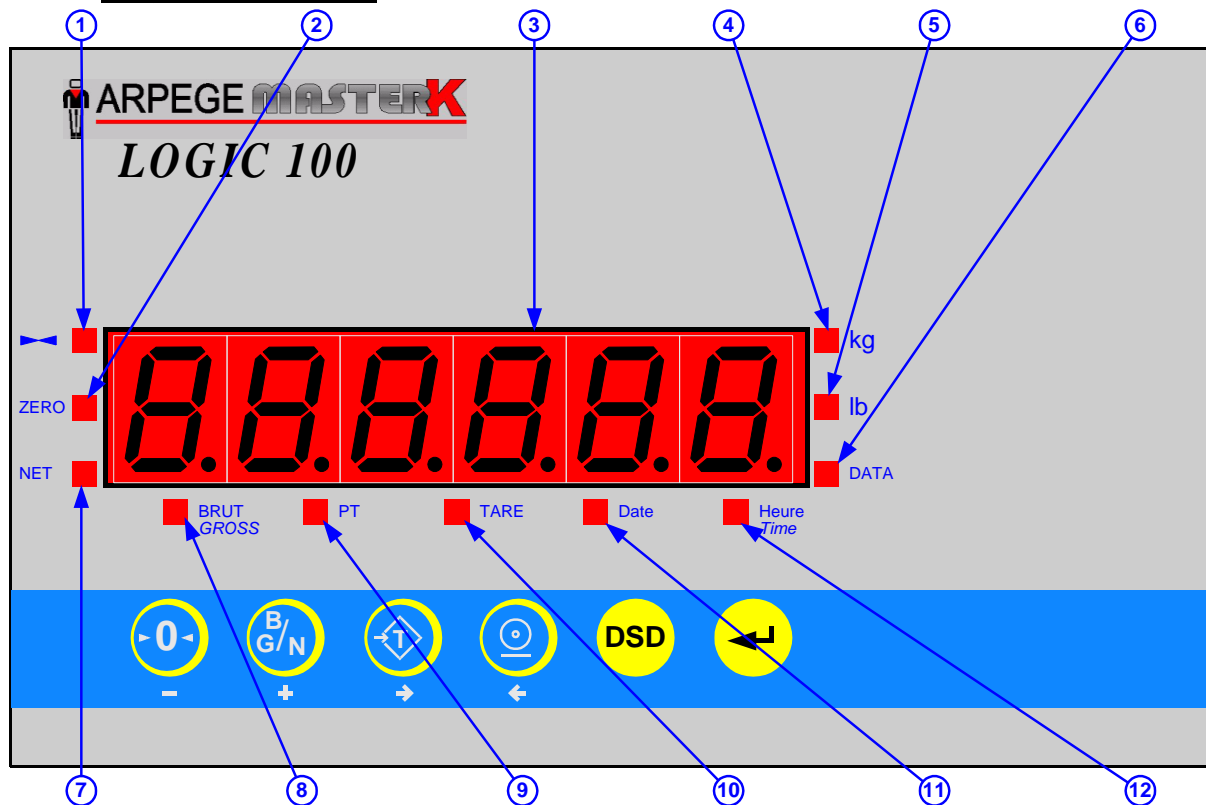 1 2 3 4 5 6
ARPEGE MASTERK
LOGIC 100
kg
ZERO lb
NET DATA
BRUT PT TARE Date Heure
GROSS Time
0 B G/N T DSD
- +
7 8 9 10 11 12